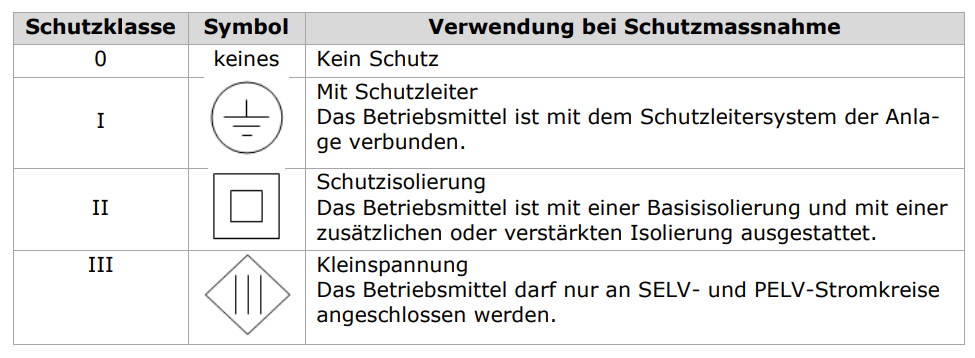 Schutzklasse Symbol Verwendung bei Schutzmassnahme
0 keines Kein Schutz
I Mit Schutzleiter
Das Betriebsmittel ist mit dem Schutzleitersystem der Anla-
ge verbunden.
II Schutzisolierung
Das Betriebsmittel ist mit einer Basisisolierung und mit einer
zusätzlichen oder verstärkten Isolierung ausgestattet.
III Kleinspannung
Das Betriebsmittel darf nur an SELV- und PELV-Stromkreise
angeschlossen werden.